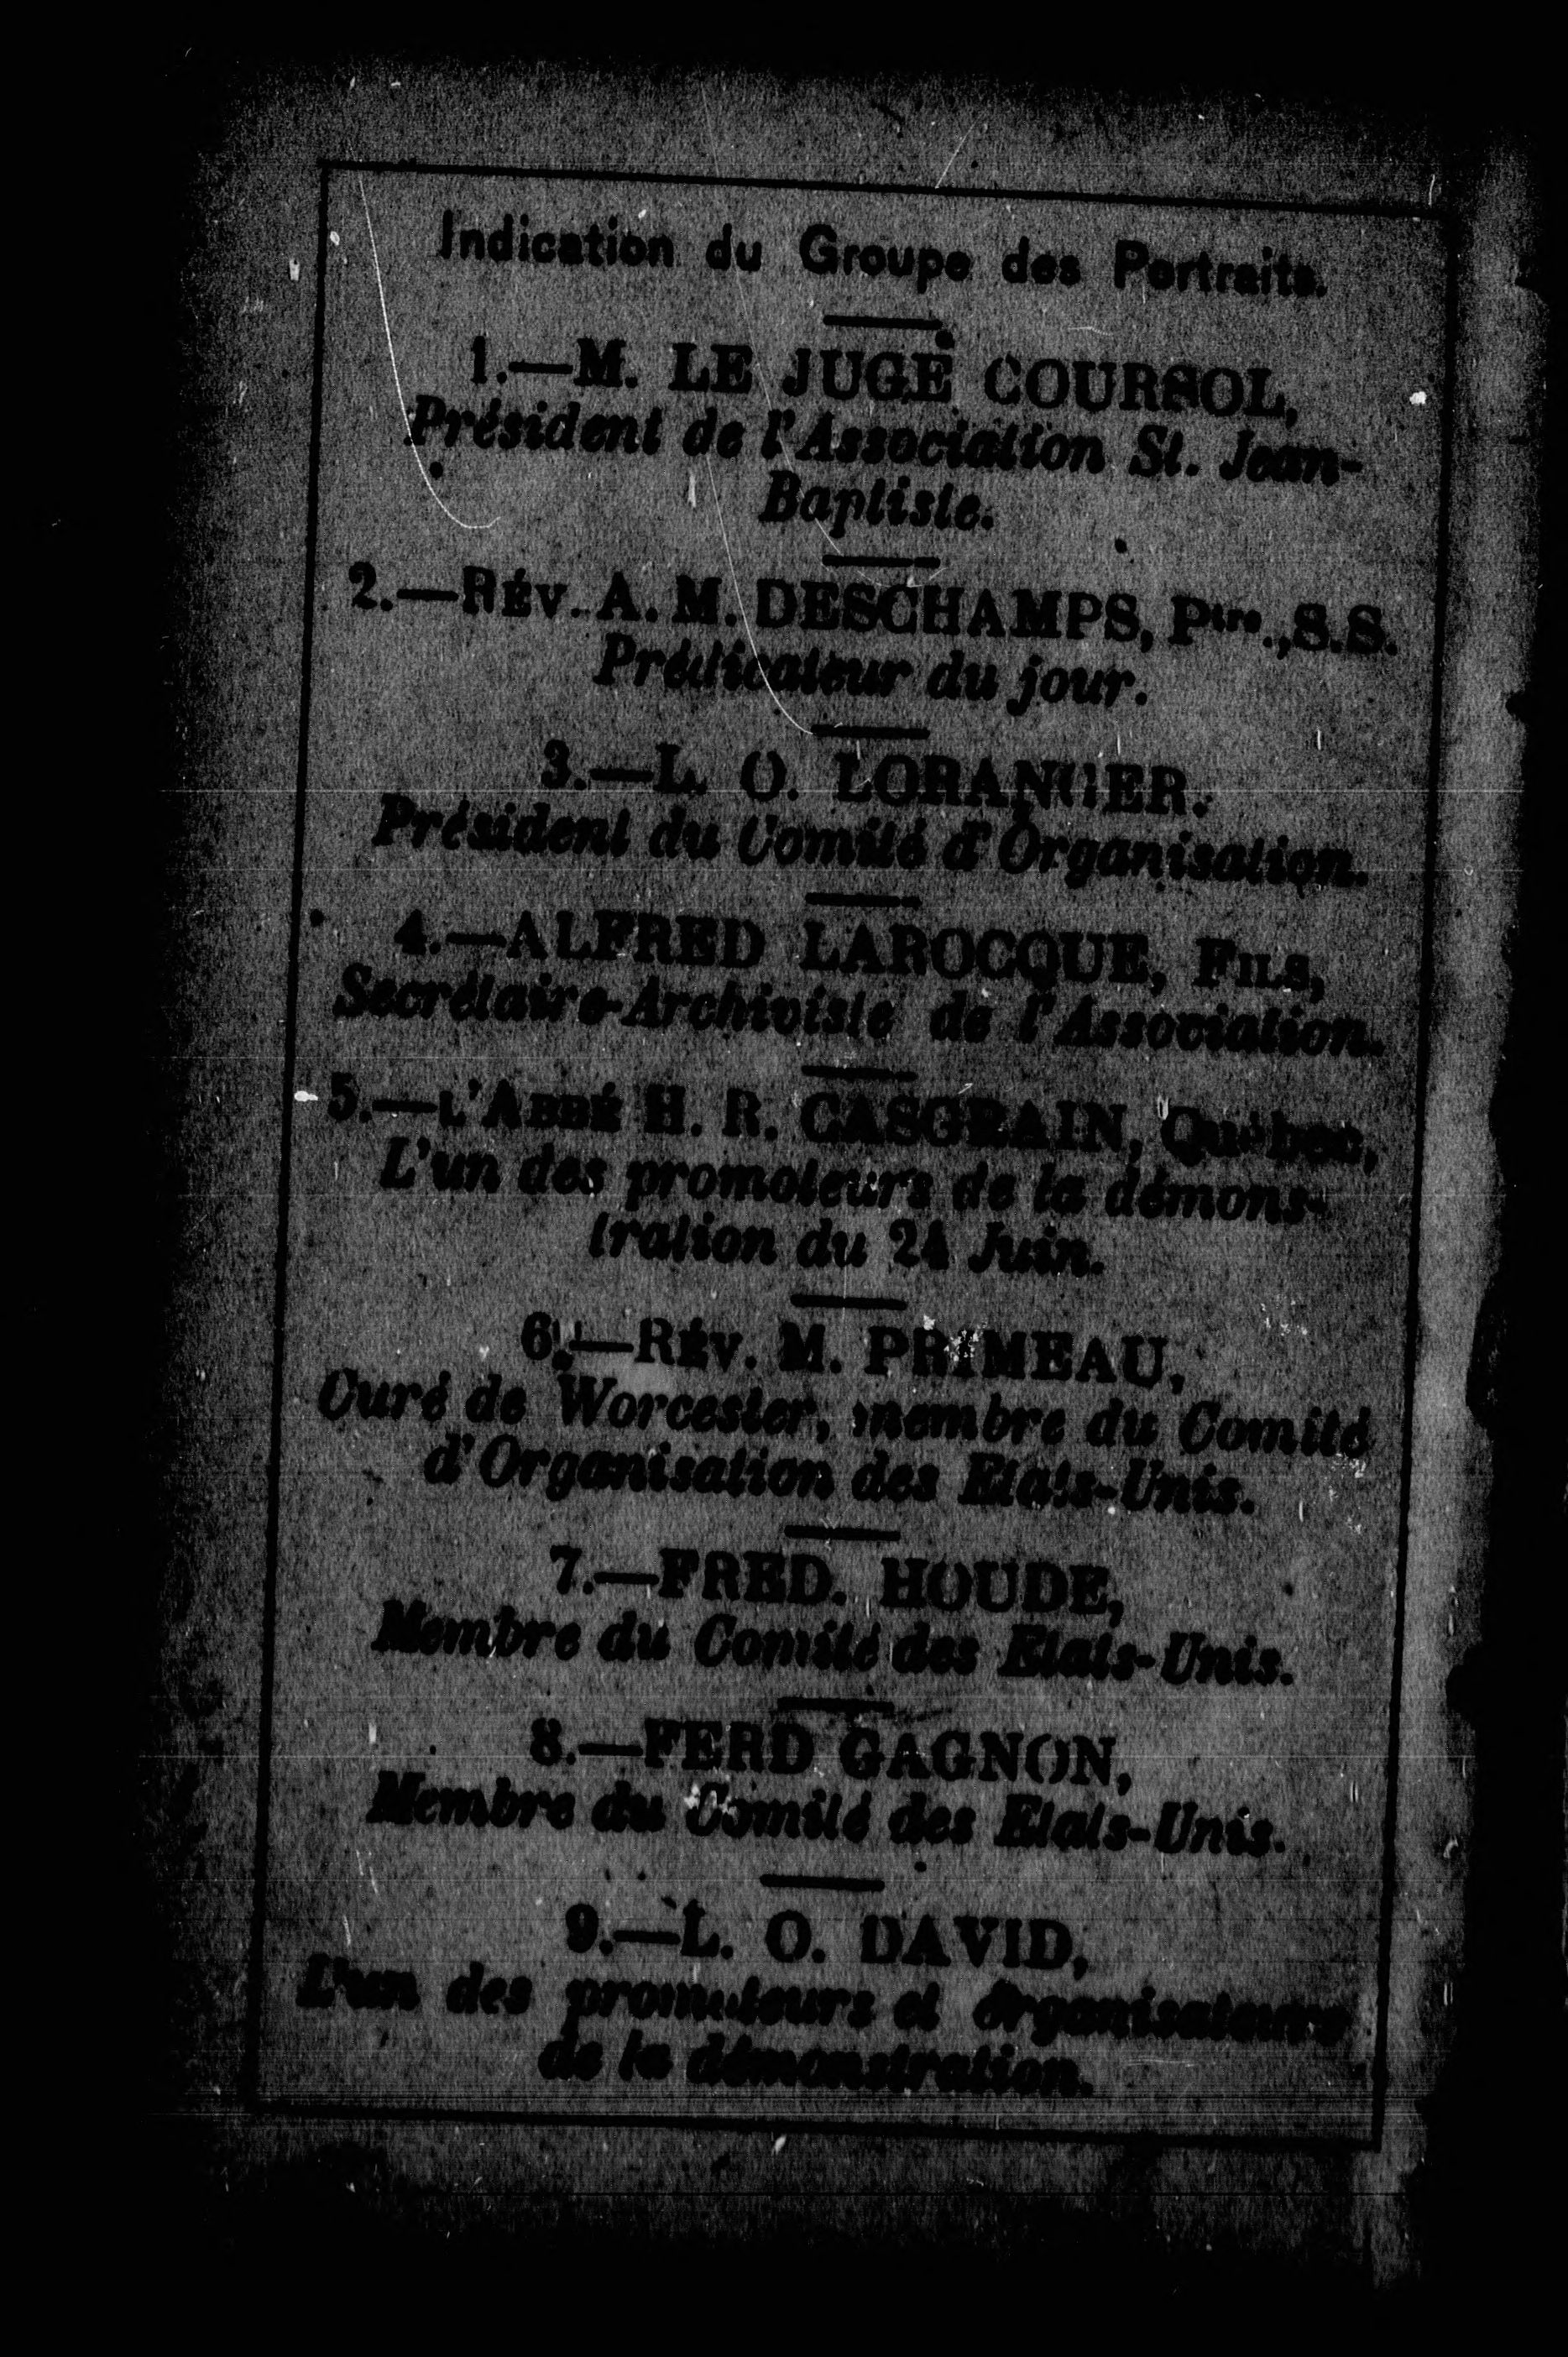 Indication du Groupe des Portraits.
1.—M. LE JUGE COURSOL,
Président de l'Association St. Jean-
Baptiste.
2.—RÉV. A. M. DESCHAMPS, Ptre., S.S.
Prédicateur du jour.
3.—L. O. LORANGER.
Président du Comité d'Organisation.
4.—ALFRED LAROCQUE, FILS,
Secrétaire-Archiviste de l'Association.
5.—L'ABBÉ H. R. CASGRAIN, Québec,
L'un des promoteurs de la démons-
tration du 24 Juin.
6.—RÉV. M. PRIMEAU,
Curé de Worcester, membre du Comité
d'Organisation des Etats-Unis.
7.—FRED. HOUDE,
Membre du Comité des Etats-Unis.
8.—FERD GAGNON,
Membre du Comité des Etats-Unis.
9.—L. O. DAVID,
L'un des promoteurs et organisateurs
de la démonstration.